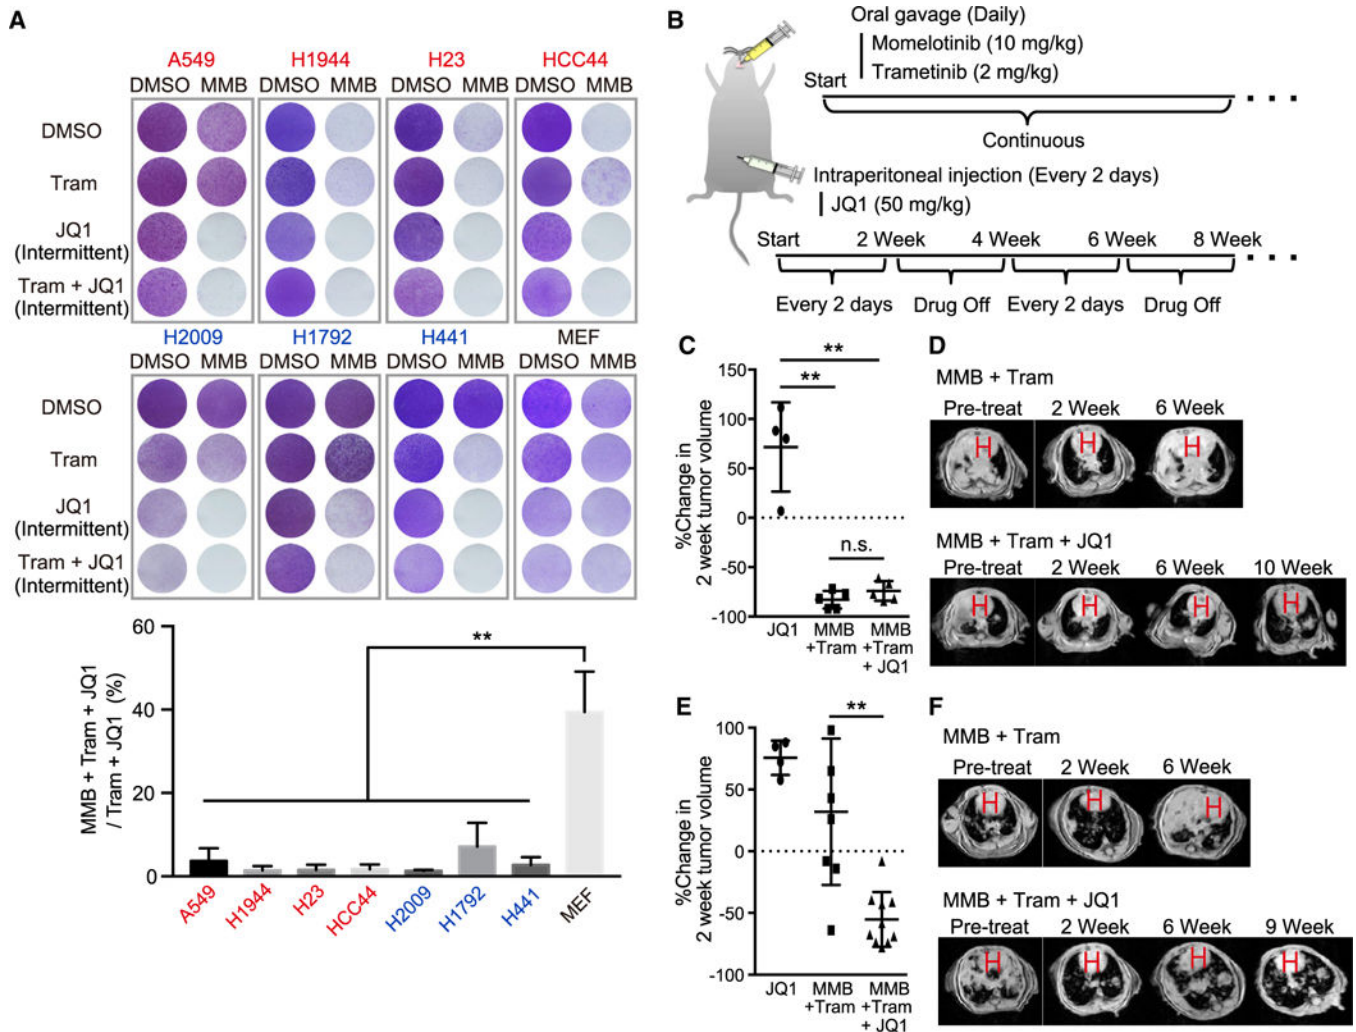 A
A549 H1944 H23 HCC44
DMSO MMB DMSO MMB DMSO MMB DMSO MMB
DMSO
Tram
JQ1
(Intermittent)
Tram + JQ1
(Intermittent)
H2009 H1792 H441 MEF
DMSO MMB DMSO MMB DMSO MMB DMSO MMB
DMSO
Tram
JQ1
(Intermittent)
Tram + JQ1
(Intermittent)
MMB + Tram + JQ1
/ Tram + JQ1 (%)
60
40
20
0
**
A549 H1944 H23 HCC44 H2009 H1792 H441 MEF
B
Oral gavage (Daily)
Momelotinib (10 mg/kg)
Trametinib (2 mg/kg)
Start
Continuous
Intraperitoneal injection (Every 2 days)
JQ1 (50 mg/kg)
Start 2 Week 4 Week 6 Week 8 Week
Every 2 days Drug Off Every 2 days Drug Off
C
%Change in
2 week tumor volume
150
100
50
0
-50
-100
**
**
n.s.
JQ1 MMB MMB
+Tram +Tram
+ JQ1
D
MMB + Tram
Pre-treat 2 Week 6 Week
H H H
MMB + Tram + JQ1
Pre-treat 2 Week 6 Week 10 Week
H H H H
E
%Change in
2 week tumor volume
100
50
0
-50
-100
**
JQ1 MMB MMB
+Tram +Tram
+ JQ1
F
MMB + Tram
Pre-treat 2 Week 6 Week
H H H
MMB + Tram + JQ1
Pre-treat 2 Week 6 Week 9 Week
H H H H